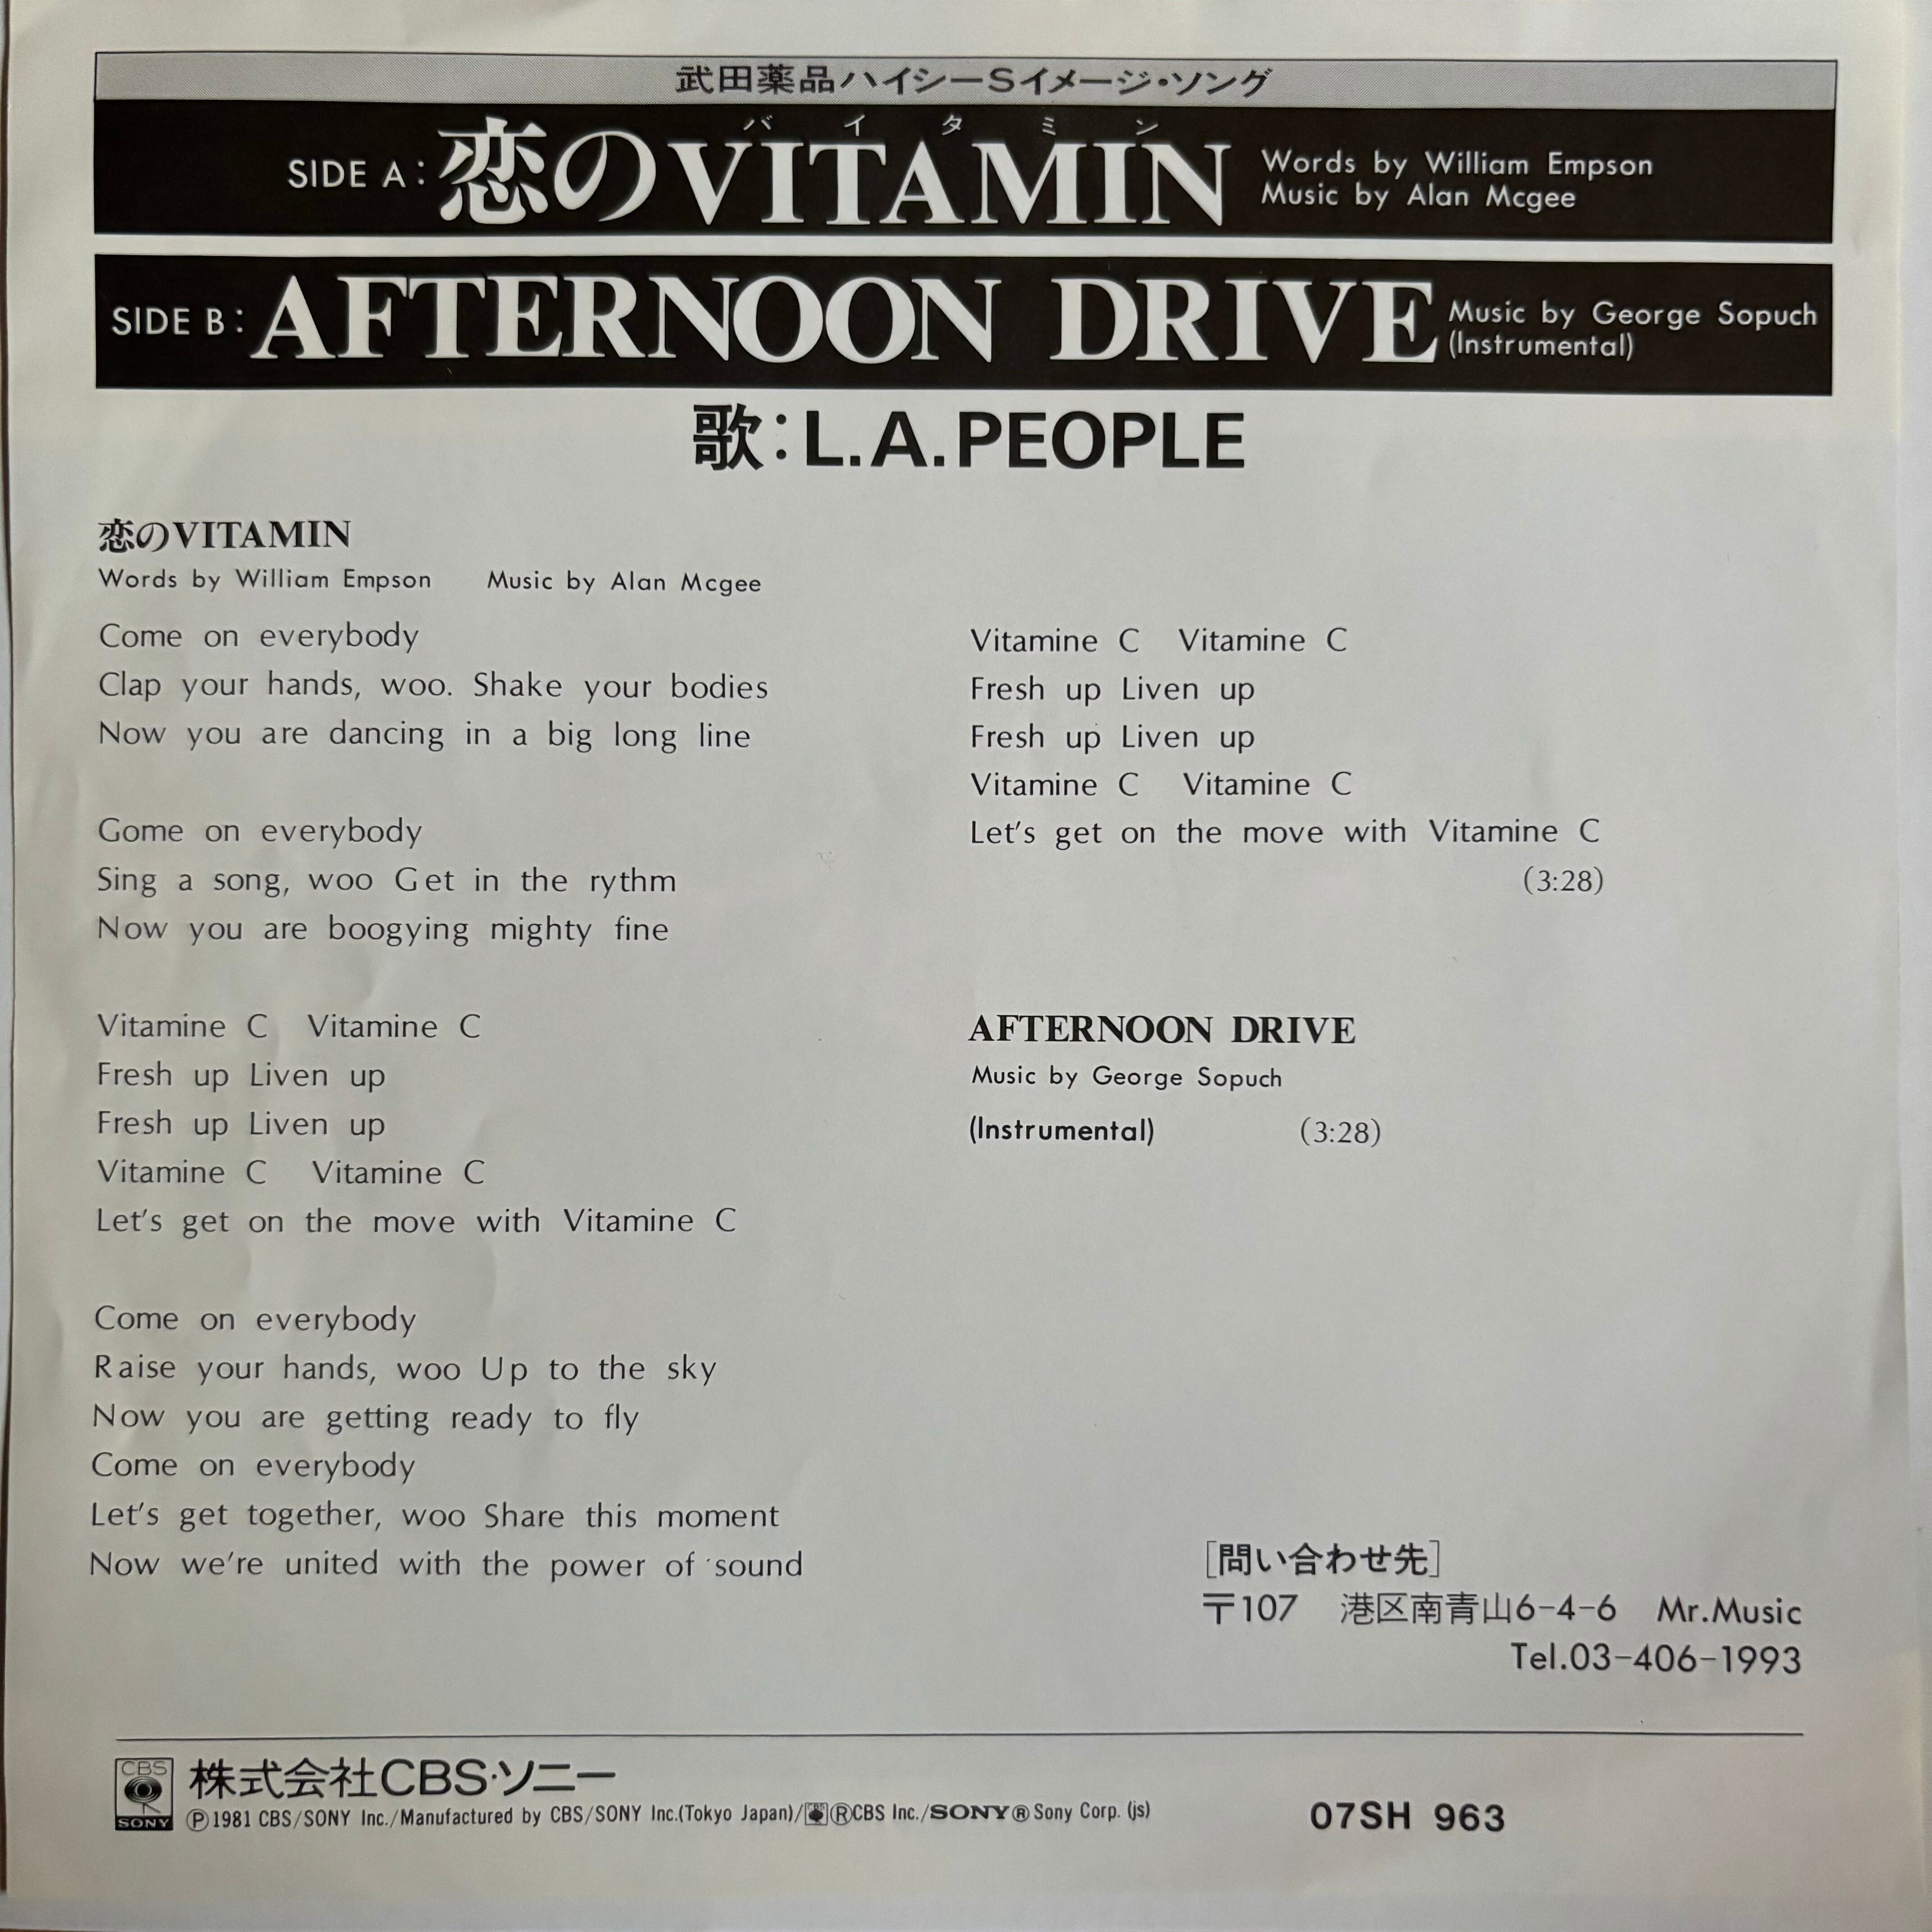 武田薬品ハイシーSイメージ・ソング
バイタミン
SIDE A: 恋のVITAMIN Words by William Empson
Music by Alan Mcgee
SIDE B: AFTERNOON DRIVE Music by George Sopuch
(Instrumental)
歌:L.A.PEOPLE
恋のVITAMIN
Words by William Empson Music by Alan Mcgee
Come on everybody
Clap your hands, woo. Shake your bodies
Now you are dancing in a big long line
Gome on everybody
Sing a song, woo Get in the rythm
Now you are boogying mighty fine
Vitamine C Vitamine C
Fresh up Liven up
Fresh up Liven up
Vitamine C Vitamine C
Let's get on the move with Vitamine C
Come on everybody
Raise your hands, woo Up to the sky
Now you are getting ready to fly
Come on everybody
Let's get together, woo Share this moment
Now we're united with the power of sound
Vitamine C Vitamine C
Fresh up Liven up
Fresh up Liven up
Vitamine C Vitamine C
Let's get on the move with Vitamine C
(3:28)
AFTERNOON DRIVE
Music by George Sopuch
(Instrumental) (3:28)
[問い合わせ先]
〒107 港区南青山6-4-6 Mr.Music
Tel.03-406-1993
CBS
SONY
株式会社CBS・ソニー
Ⓟ1981 CBS/SONY Inc./Manufactured by CBS/SONY Inc.(Tokyo Japan)/ⓇCBS Inc./SONY®Sony Corp. (js)
07SH 963